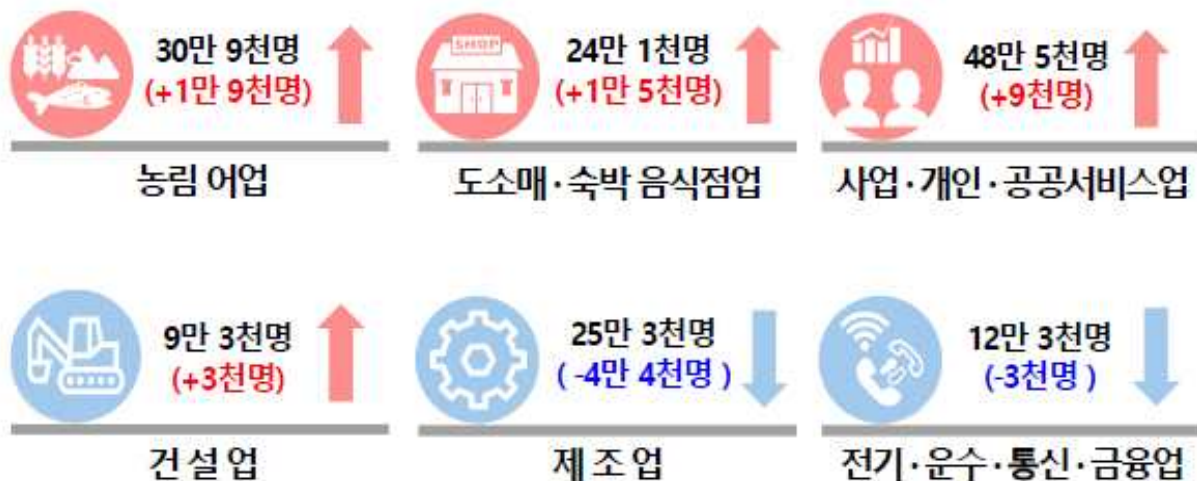 30만 9천명
(+1만 9천명)
농림 어업
SHOP
24만 1천명
(+1만 5천명)
도소매·숙박 음식점업
48만 5천명
(+9천명)
사업·개인·공공서비스업
9만 3천명
(+3천명)
건 설 업
25만 3천명
( -4만 4천명 )
제 조 업
12만 3천명
(-3천명 )
전기·운수·통신·금융업